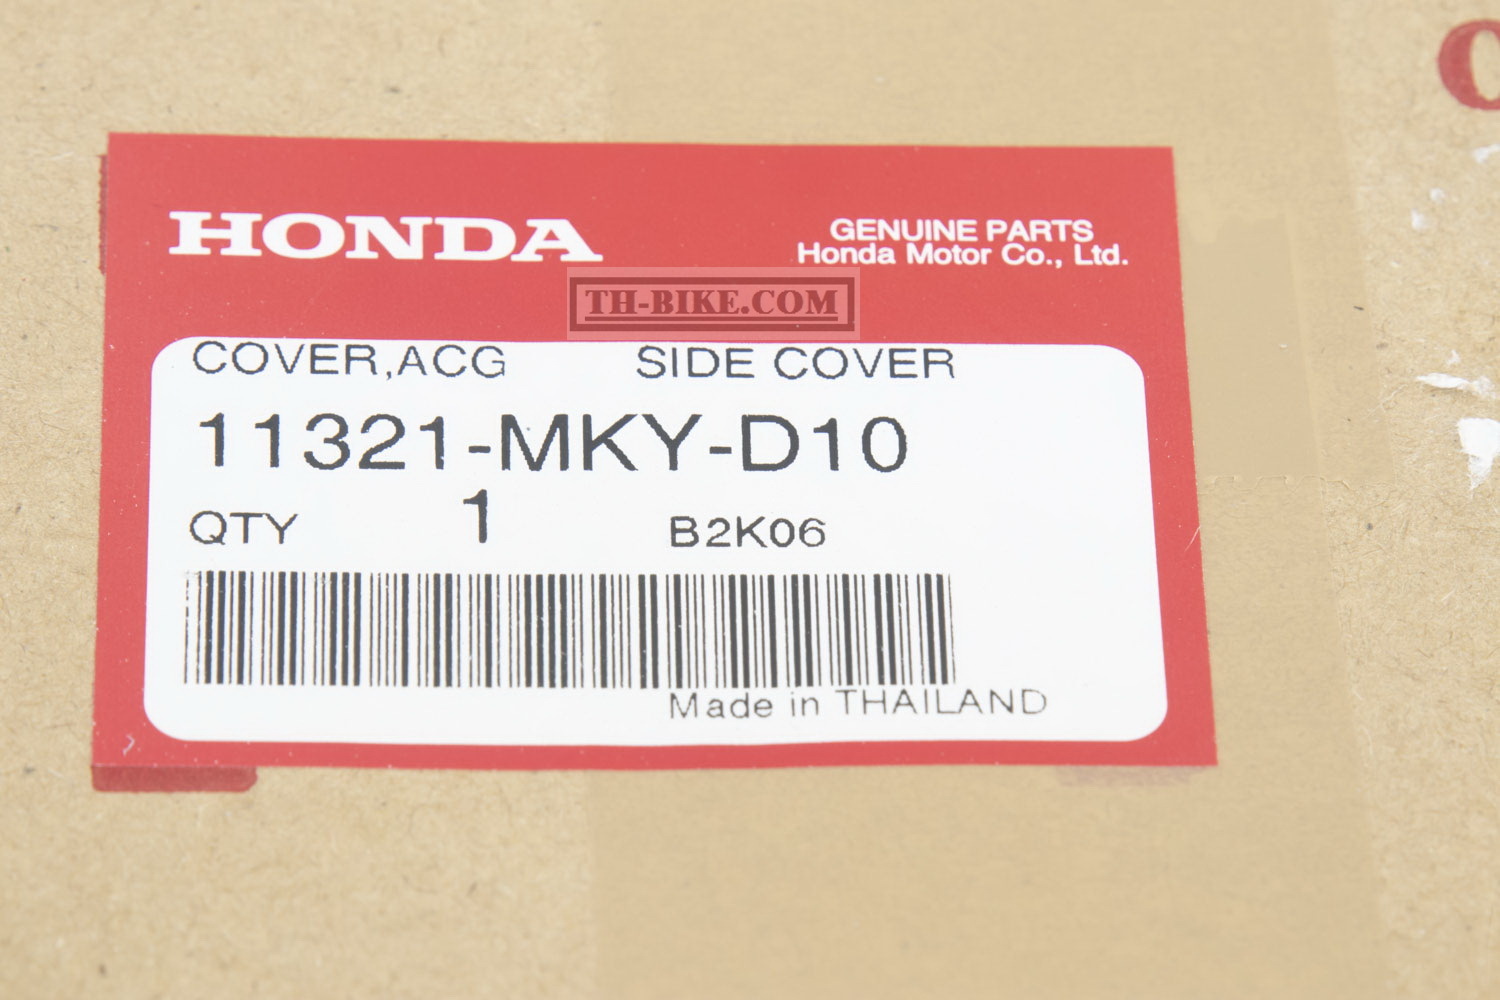 HONDA
GENUINE PARTS
Honda Motor Co., Ltd.
TH-BIKE.COM
COVER,ACG SIDE COVER
11321-MKY-D10
QTY 1 B2K06
Made in THAILAND